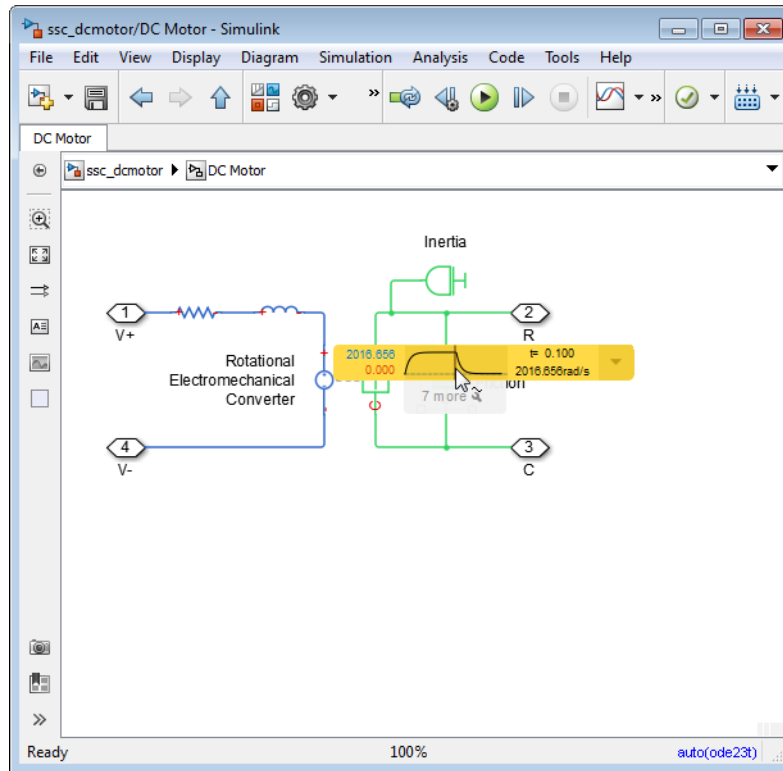 ssc_dcmotor/DC Motor - Simulink
File Edit View Display Diagram Simulation Analysis Code Tools Help
DC Motor
ssc_dcmotor ▶ DC Motor
Inertia
1
V+
2
R
Rotational
Electromechanical
Converter
2016.656
0.000
t= 0.100
2016.656rad/s
7 more
C
4
V-
3
C
Ready 100% auto(ode23t)